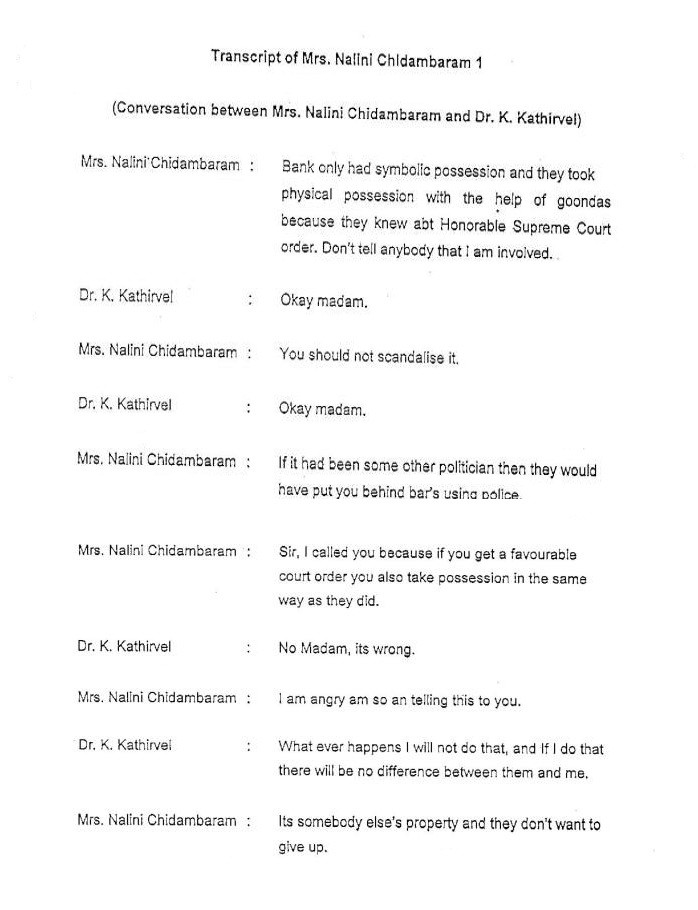 Transcript of Mrs. Nalini Chidambaram 1
(Conversation between Mrs. Nalini Chidambaram and Dr. K. Kathirvel)
Mrs. Nalini Chidambaram : Bank only had symbolic possession and they took
physical possession with the help of goondas
because they knew abt Honorable Supreme Court
order. Don't tell anybody that I am involved.
Dr. K. Kathirvel : Okay madam.
Mrs. Nalini Chidambaram : You should not scandalise it.
Dr. K. Kathirvel : Okay madam.
Mrs. Nalini Chidambaram : If it had been some other politician then they would
have put you behind bar's using police.
Mrs. Nalini Chidambaram : Sir, I called you because if you get a favourable
court order you also take possession in the same
way as they did.
Dr. K. Kathirvel : No Madam, its wrong.
Mrs. Nalini Chidambaram : I am angry am so an telling this to you.
Dr. K. Kathirvel : What ever happens I will not do that, and If I do that
there will be no difference between them and me.
Mrs. Nalini Chidambaram : Its somebody else's property and they don't want to
give up.